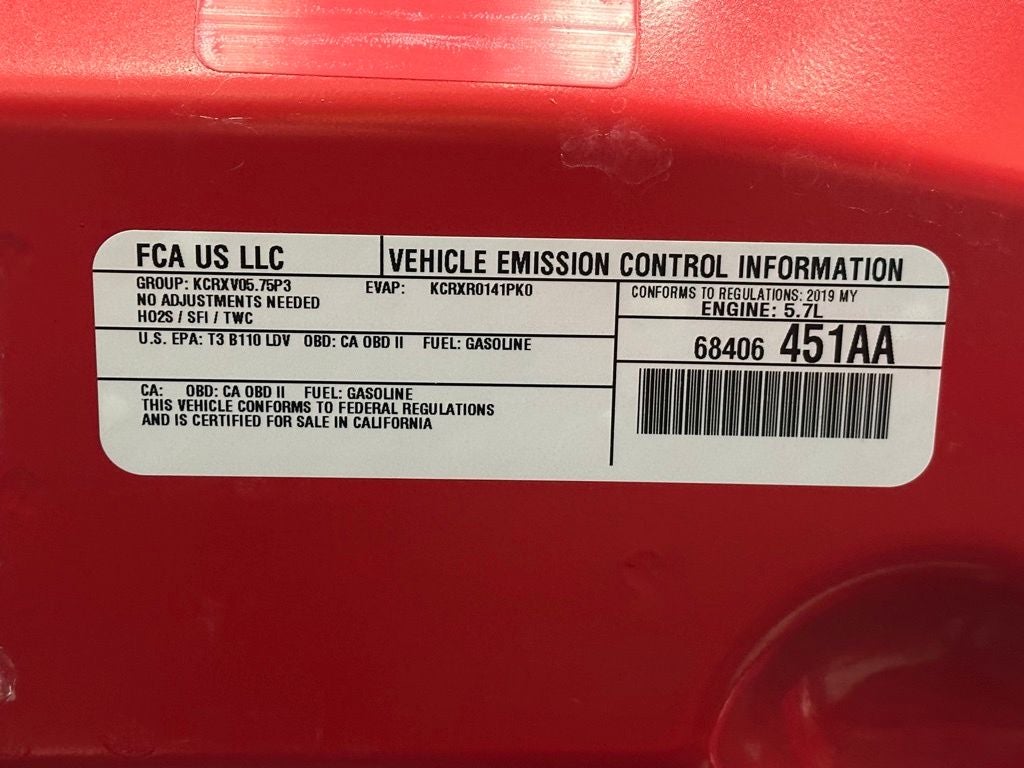 FCA US LLC
VEHICLE EMISSION CONTROL INFORMATION
GROUP: KCRXV05.75P3 EVAP: KCRXR0141PK0
NO ADJUSTMENTS NEEDED
HO2S / SFI / TWC
CONFORMS TO REGULATIONS: 2019 MY
ENGINE: 5.7L
U.S. EPA: T3 B110 LDV OBD: CA OBD II FUEL: GASOLINE
68406 451AA
CA: OBD: CA OBD II FUEL: GASOLINE
THIS VEHICLE CONFORMS TO FEDERAL REGULATIONS
AND IS CERTIFIED FOR SALE IN CALIFORNIA